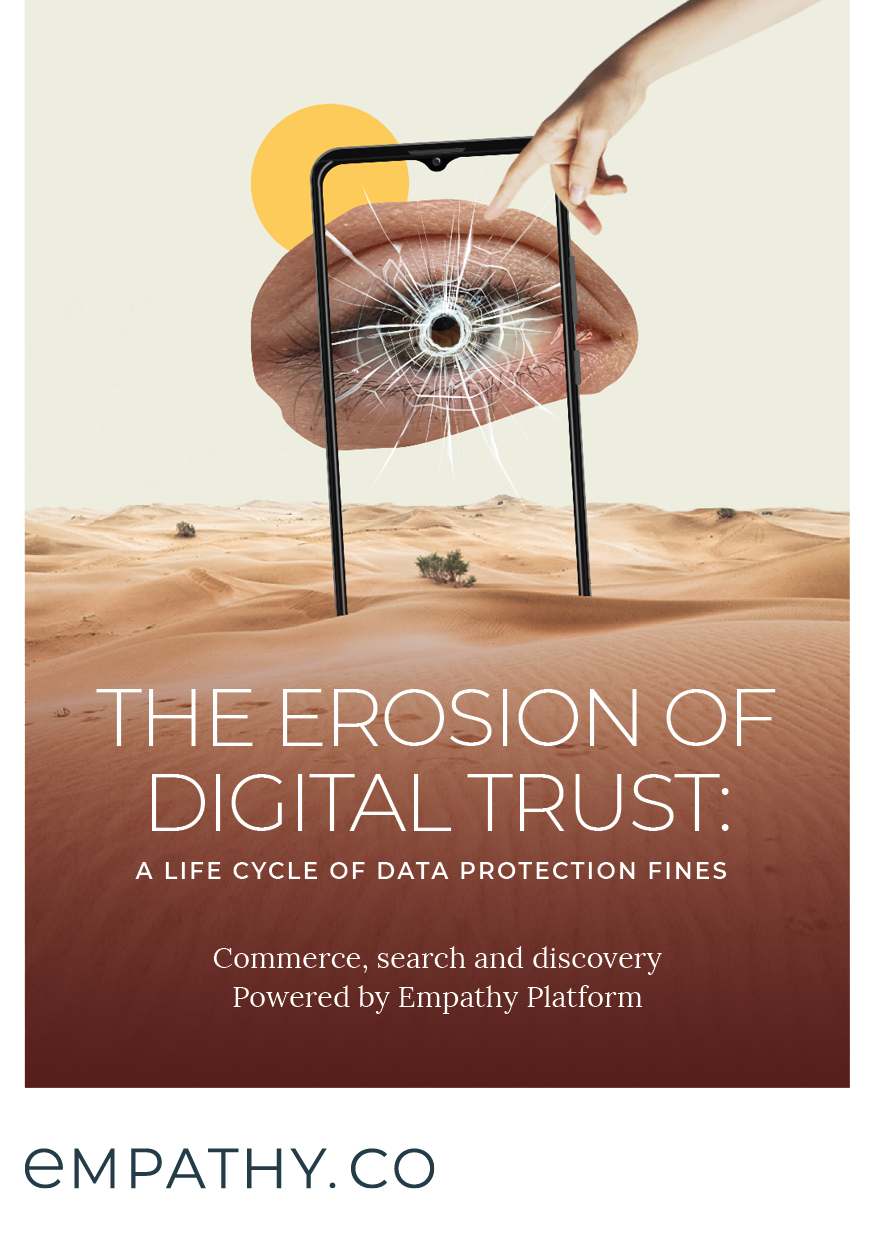 THE EROSION OF
DIGITAL TRUST:
A LIFE CYCLE OF DATA PROTECTION FINES
Commerce, search and discovery
Powered by Empathy Platform
eMPATHY.CO